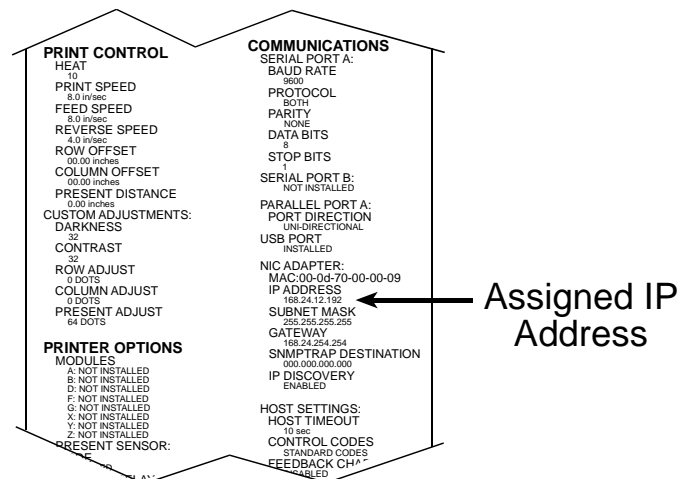 PRINT CONTROL
HEAT
10
PRINT SPEED
8.0 in/sec
FEED SPEED
8.0 in/sec
REVERSE SPEED
4.0 in/sec
ROW OFFSET
00.00 inches
COLUMN OFFSET
00.00 inches
PRESENT DISTANCE
0.00 inches
CUSTOM ADJUSTMENTS:
DARKNESS
32
CONTRAST
32
ROW ADJUST
0 DOTS
COLUMN ADJUST
0 DOTS
PRESENT ADJUST
64 DOTS
PRINTER OPTIONS
MODULES
A: NOT INSTALLED
B: NOT INSTALLED
D: NOT INSTALLED
F: NOT INSTALLED
G: NOT INSTALLED
X: NOT INSTALLED
Y: NOT INSTALLED
Z: NOT INSTALLED
PRESENT SENSOR:
COMMUNICATIONS
SERIAL PORT A:
BAUD RATE
9600
PROTOCOL
BOTH
PARITY
NONE
DATA BITS
8
STOP BITS
1
SERIAL PORT B:
NOT INSTALLED
PARALLEL PORT A:
PORT DIRECTION
UNI-DIRECTIONAL
USB PORT
INSTALLED
NIC ADAPTER:
MAC:00-0d-70-00-00-09
IP ADDRESS
168.24.12.192
SUBNET MASK
255.255.255.255
GATEWAY
168.24.254.254
SNMPTRAP DESTINATION
000.000.000.000
IP DISCOVERY
ENABLED
HOST SETTINGS:
HOST TIMEOUT
10 sec
CONTROL CODES
STANDARD CODES
FEEDBACK
Assigned IP
Address